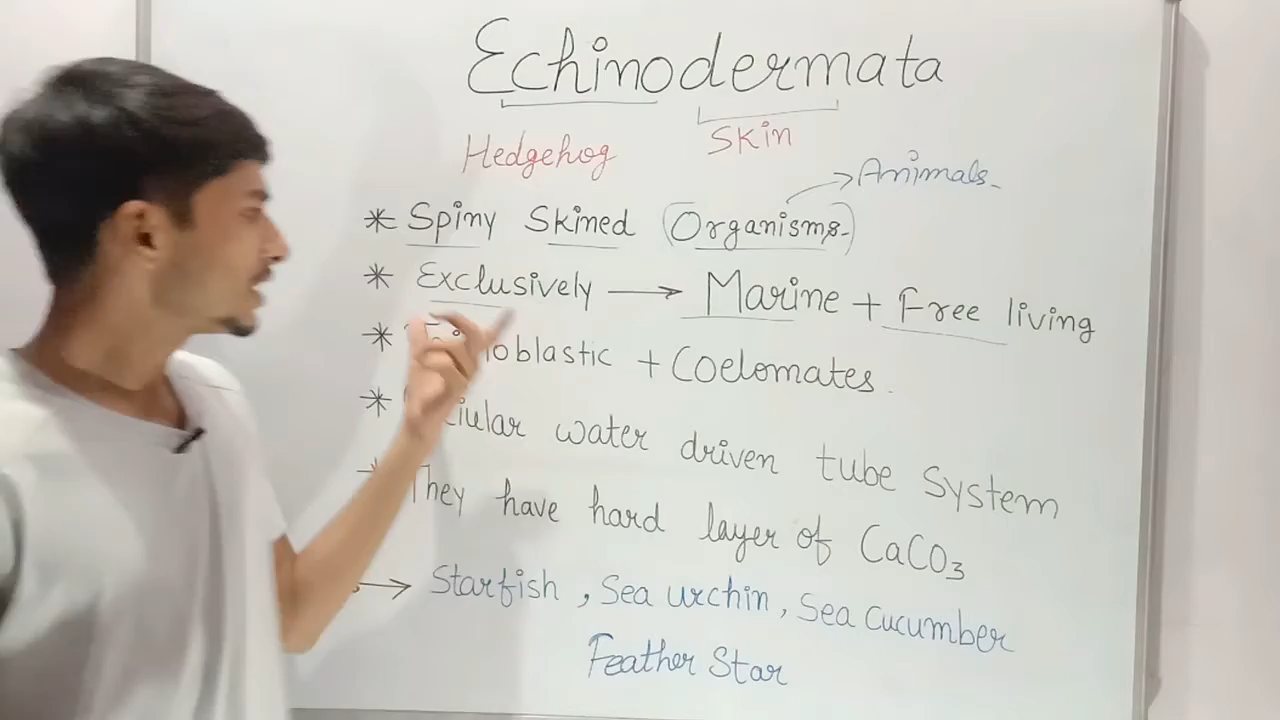 Echinodermata
Hedgehog Skin
→ Animals.
* Spiny Skined (Organisms.)
* Exclusively → Marine + Free living
* + Coelomates.
* water driven tube System
* They have hard layer of CaCO3
→ Starfish, Sea urchin, Sea cucumber
Feather Star